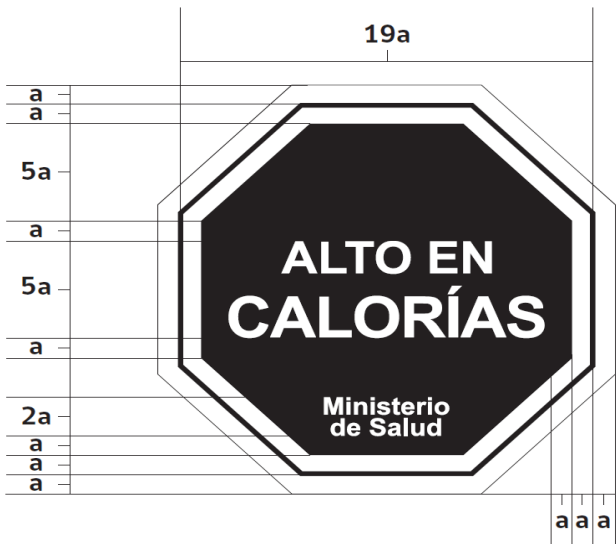 19a
a
a
5a
a
5a
a
2a
a
a
a
ALTO EN
CALORÍAS
Ministerio
de Salud
a a a